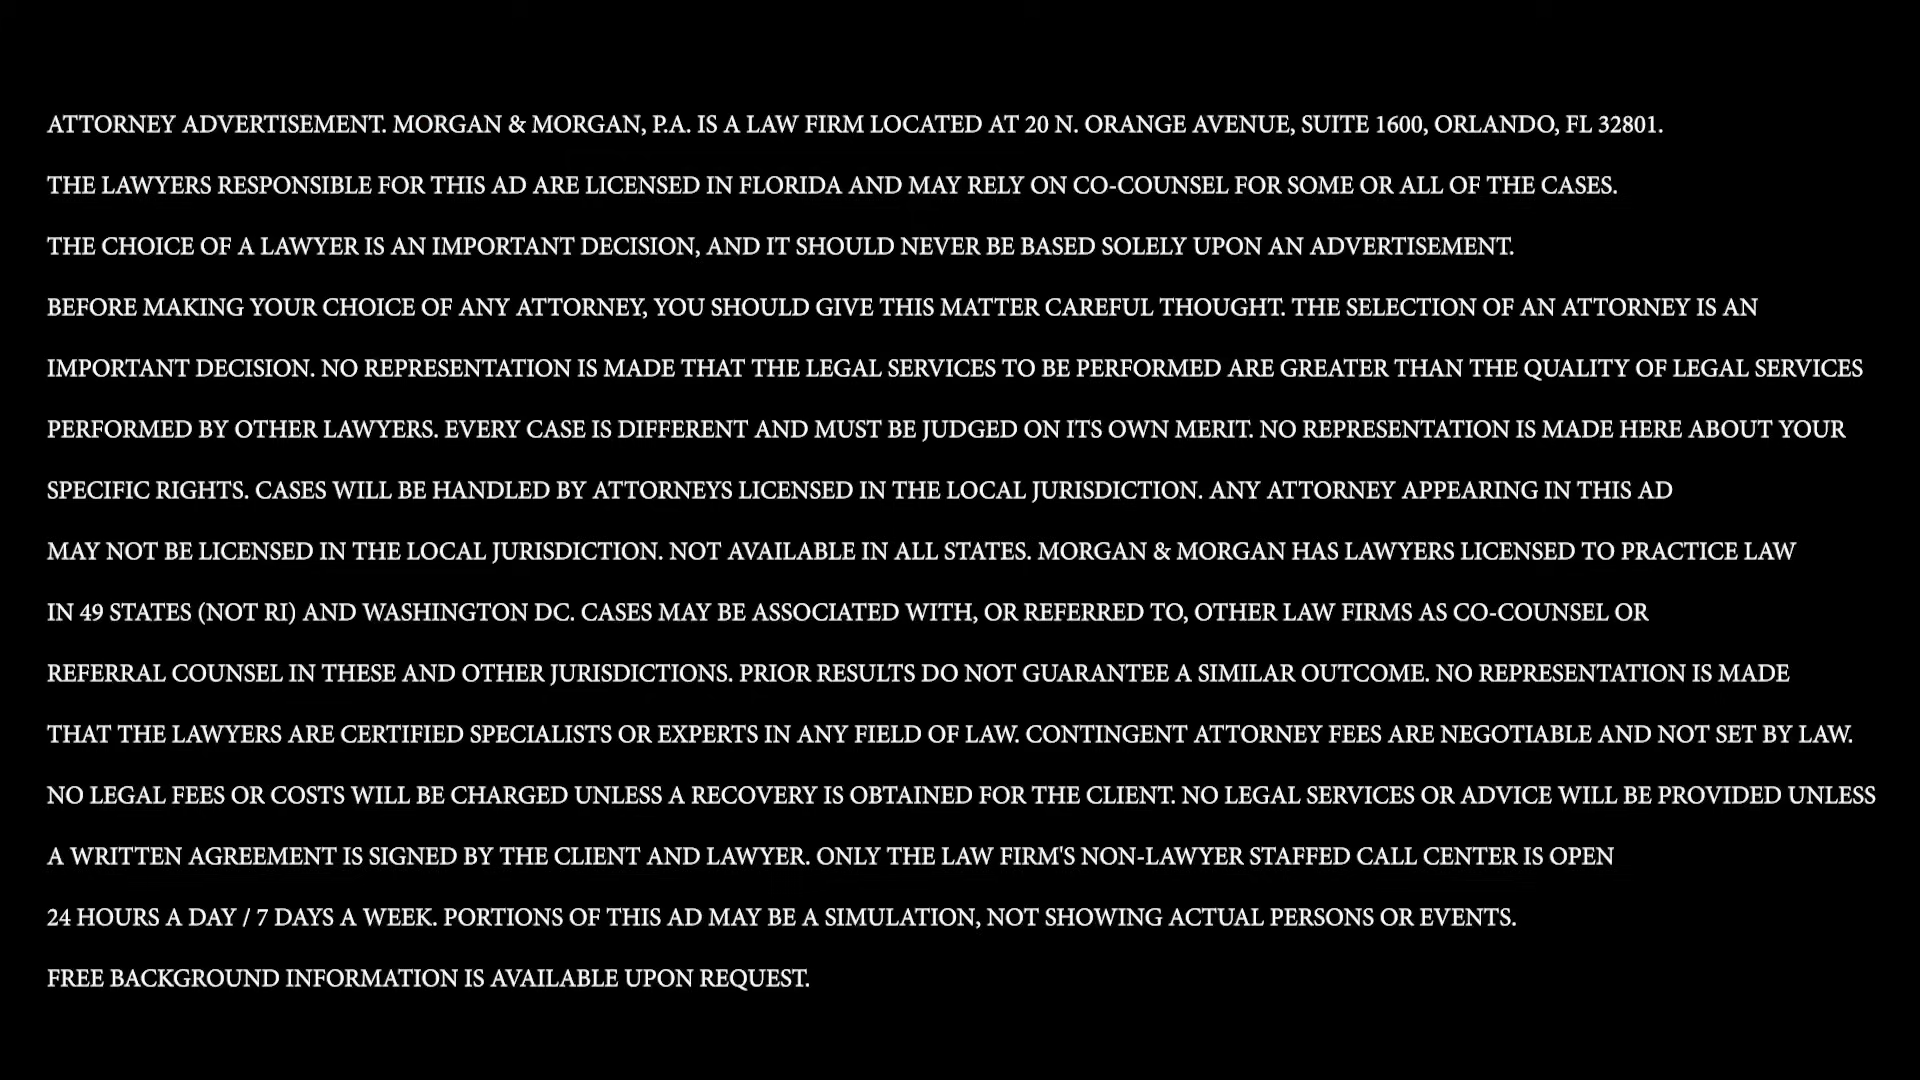 ATTORNEY ADVERTISEMENT. MORGAN & MORGAN, P.A. IS A LAW FIRM LOCATED AT 20 N. ORANGE AVENUE, SUITE 1600, ORLANDO, FL 32801.
THE LAWYERS RESPONSIBLE FOR THIS AD ARE LICENSED IN FLORIDA AND MAY RELY ON CO-COUNSEL FOR SOME OR ALL OF THE CASES.
THE CHOICE OF A LAWYER IS AN IMPORTANT DECISION, AND IT SHOULD NEVER BE BASED SOLELY UPON AN ADVERTISEMENT.
BEFORE MAKING YOUR CHOICE OF ANY ATTORNEY, YOU SHOULD GIVE THIS MATTER CAREFUL THOUGHT. THE SELECTION OF AN ATTORNEY IS AN
IMPORTANT DECISION. NO REPRESENTATION IS MADE THAT THE LEGAL SERVICES TO BE PERFORMED ARE GREATER THAN THE QUALITY OF LEGAL SERVICES
PERFORMED BY OTHER LAWYERS. EVERY CASE IS DIFFERENT AND MUST BE JUDGED ON ITS OWN MERIT. NO REPRESENTATION IS MADE HERE ABOUT YOUR
SPECIFIC RIGHTS. CASES WILL BE HANDLED BY ATTORNEYS LICENSED IN THE LOCAL JURISDICTION. ANY ATTORNEY APPEARING IN THIS AD
MAY NOT BE LICENSED IN THE LOCAL JURISDICTION. NOT AVAILABLE IN ALL STATES. MORGAN & MORGAN HAS LAWYERS LICENSED TO PRACTICE LAW
IN 49 STATES (NOT RI) AND WASHINGTON DC. CASES MAY BE ASSOCIATED WITH, OR REFERRED TO, OTHER LAW FIRMS AS CO-COUNSEL OR
REFERRAL COUNSEL IN THESE AND OTHER JURISDICTIONS. PRIOR RESULTS DO NOT GUARANTEE A SIMILAR OUTCOME. NO REPRESENTATION IS MADE
THAT THE LAWYERS ARE CERTIFIED SPECIALISTS OR EXPERTS IN ANY FIELD OF LAW. CONTINGENT ATTORNEY FEES ARE NEGOTIABLE AND NOT SET BY LAW.
NO LEGAL FEES OR COSTS WILL BE CHARGED UNLESS A RECOVERY IS OBTAINED FOR THE CLIENT. NO LEGAL SERVICES OR ADVICE WILL BE PROVIDED UNLESS
A WRITTEN AGREEMENT IS SIGNED BY THE CLIENT AND LAWYER. ONLY THE LAW FIRM'S NON-LAWYER STAFFED CALL CENTER IS OPEN
24 HOURS A DAY / 7 DAYS A WEEK. PORTIONS OF THIS AD MAY BE A SIMULATION, NOT SHOWING ACTUAL PERSONS OR EVENTS.
FREE BACKGROUND INFORMATION IS AVAILABLE UPON REQUEST.